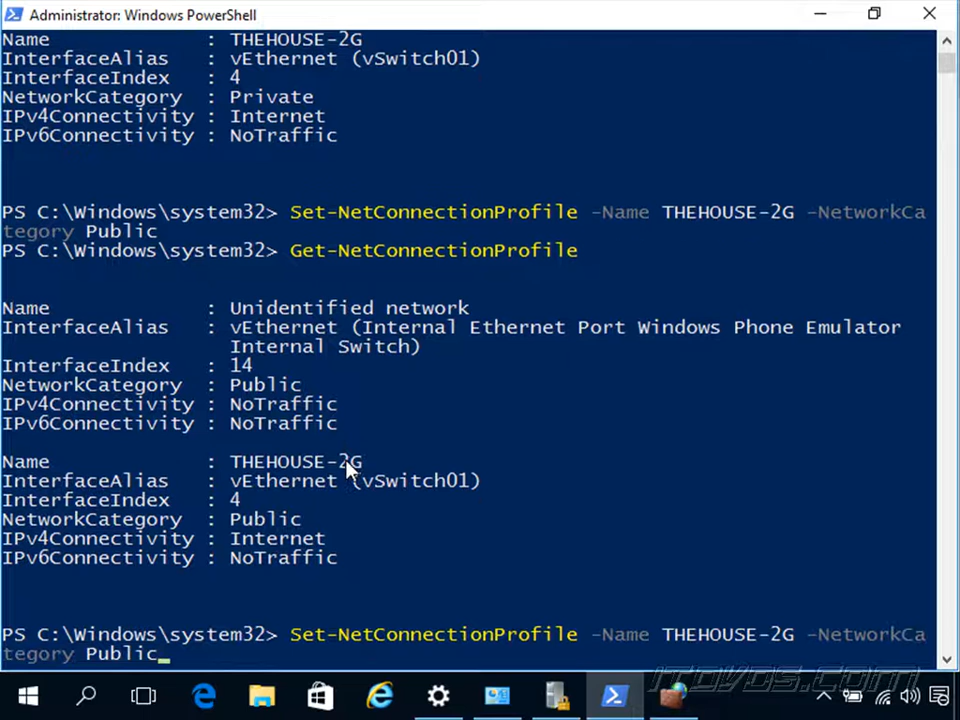 Administrator: Windows PowerShell
Name : THEHOUSE-2G
InterfaceAlias : vEthernet (vSwitch01)
InterfaceIndex : 4
NetworkCategory : Private
IPv4Connectivity : Internet
IPv6Connectivity : NoTraffic
PS C:\Windows\system32> Set-NetConnectionProfile -Name THEHOUSE-2G -NetworkCa
tegory Public
PS C:\Windows\system32> Get-NetConnectionProfile
Name : Unidentified network
InterfaceAlias : vEthernet (Internal Ethernet Port Windows Phone Emulator
Internal Switch)
InterfaceIndex : 14
NetworkCategory : Public
IPv4Connectivity : NoTraffic
IPv6Connectivity : NoTraffic
Name : THEHOUSE-2G
InterfaceAlias : vEthernet (vSwitch01)
InterfaceIndex : 4
NetworkCategory : Public
IPv4Connectivity : Internet
IPv6Connectivity : NoTraffic
PS C:\Windows\system32> Set-NetConnectionProfile -Name THEHOUSE-2G -NetworkCa
tegory Public_
itdvds.com